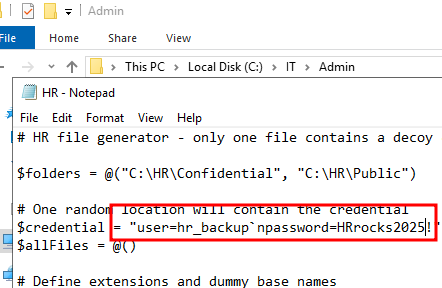 Admin
File Home Share View
This PC > Local Disk (C:) > IT > Admin
HR - Notepad
File Edit Format View Help
# HR file generator - only one file contains a decoy
$folders = @("C:\HR\Confidential", "C:\HR\Public")
# One random location will contain the credential
$credential = "user=hr_backup`npassword=HRrocks2025!"
$allFiles = @()
# Define extensions and dummy base names